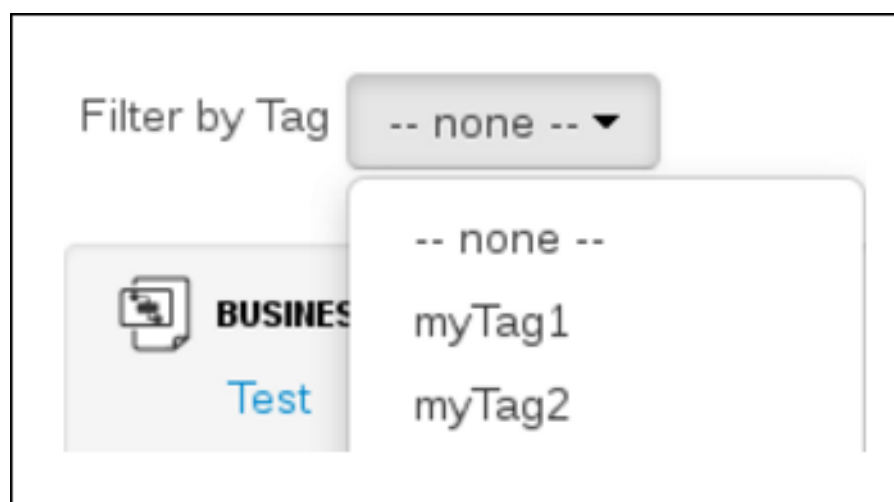 Filter by Tag -- none --
-- none --
BUSINES
myTag1
Test
myTag2